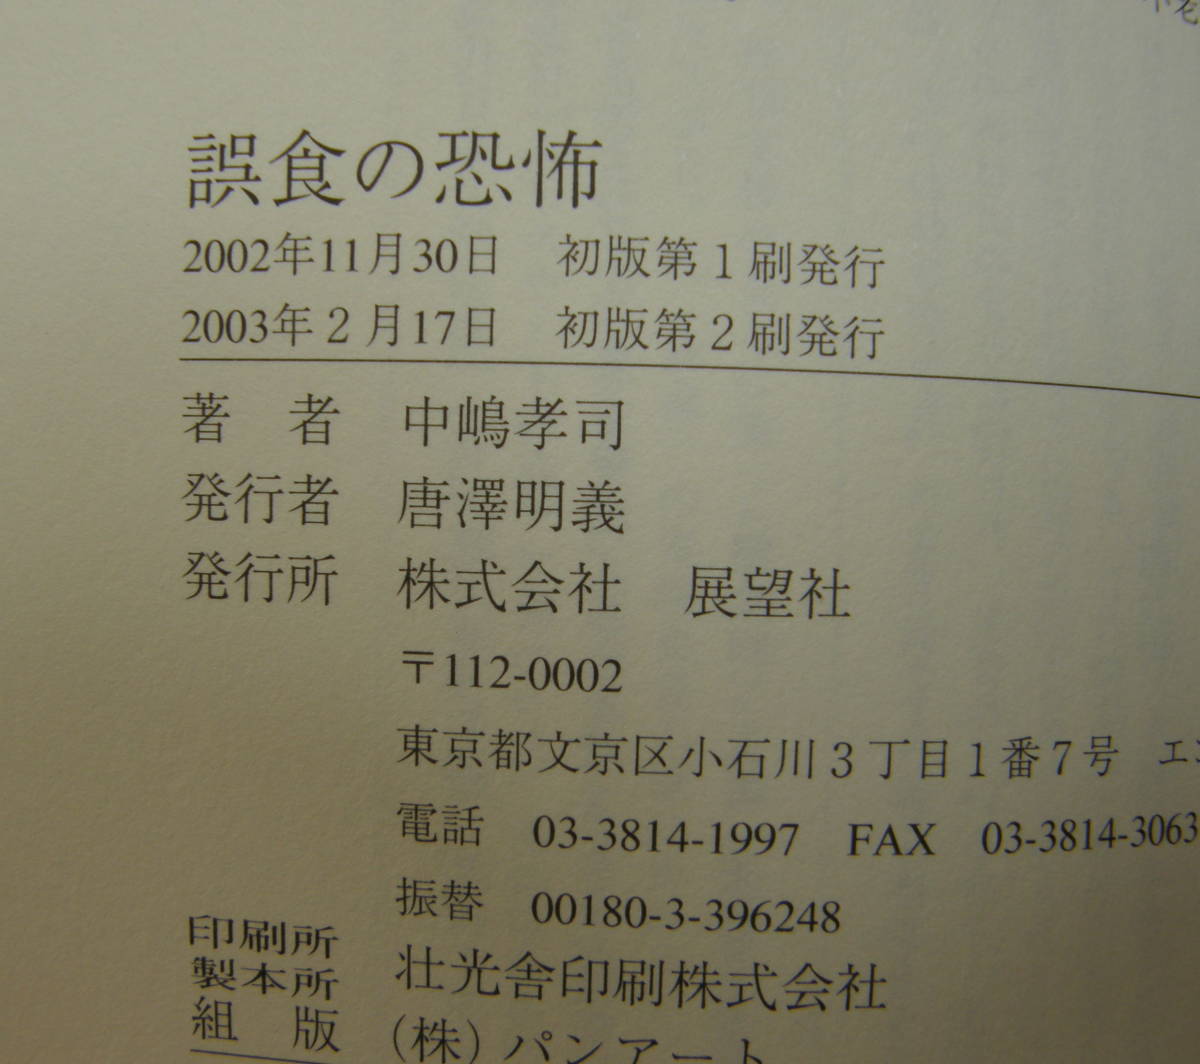 誤食の恐怖
2002年11月30日　初版第1刷発行
2003年2月17日　初版第2刷発行
著　者　中嶋孝司
発行者　唐澤明義
発行所　株式会社　展望社
〒112-0002
東京都文京区小石川3丁目1番7号　エ
電話　03-3814-1997　FAX　03-3814-3063
振替　00180-3-396248
印刷所
製本所　壮光舎印刷株式会社
組　版　(株)パンアート